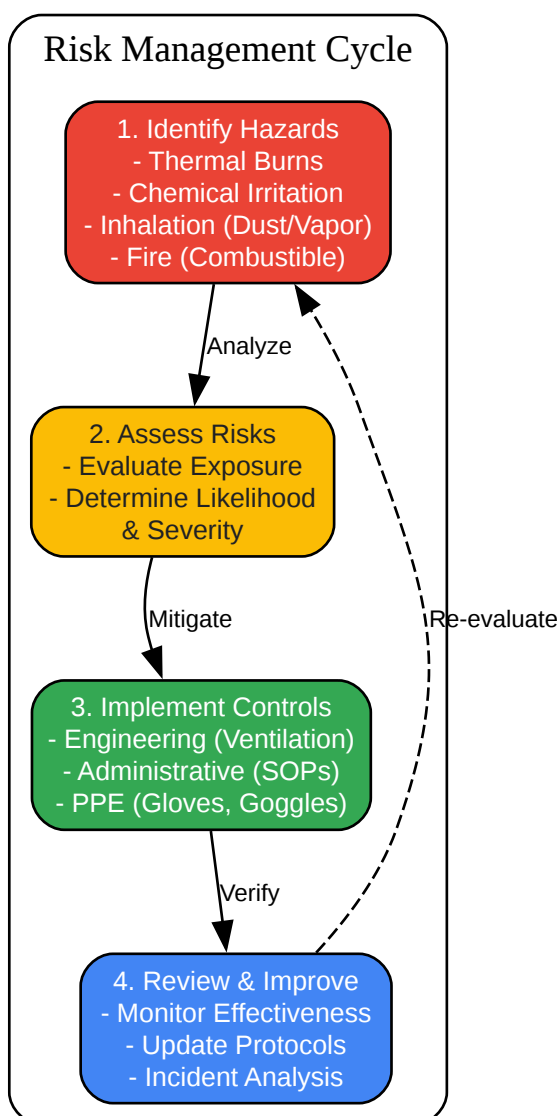 Risk Management Cycle
1. Identify Hazards
- Thermal Burns
- Chemical Irritation
- Inhalation (Dust/Vapor)
- Fire (Combustible)
Analyze
2. Assess Risks
- Evaluate Exposure
- Determine Likelihood
& Severity
Mitigate
Re-evaluate
3. Implement Controls
- Engineering (Ventilation)
- Administrative (SOPs)
- PPE (Gloves, Goggles)
Verify
4. Review & Improve
- Monitor Effectiveness
- Update Protocols
- Incident Analysis